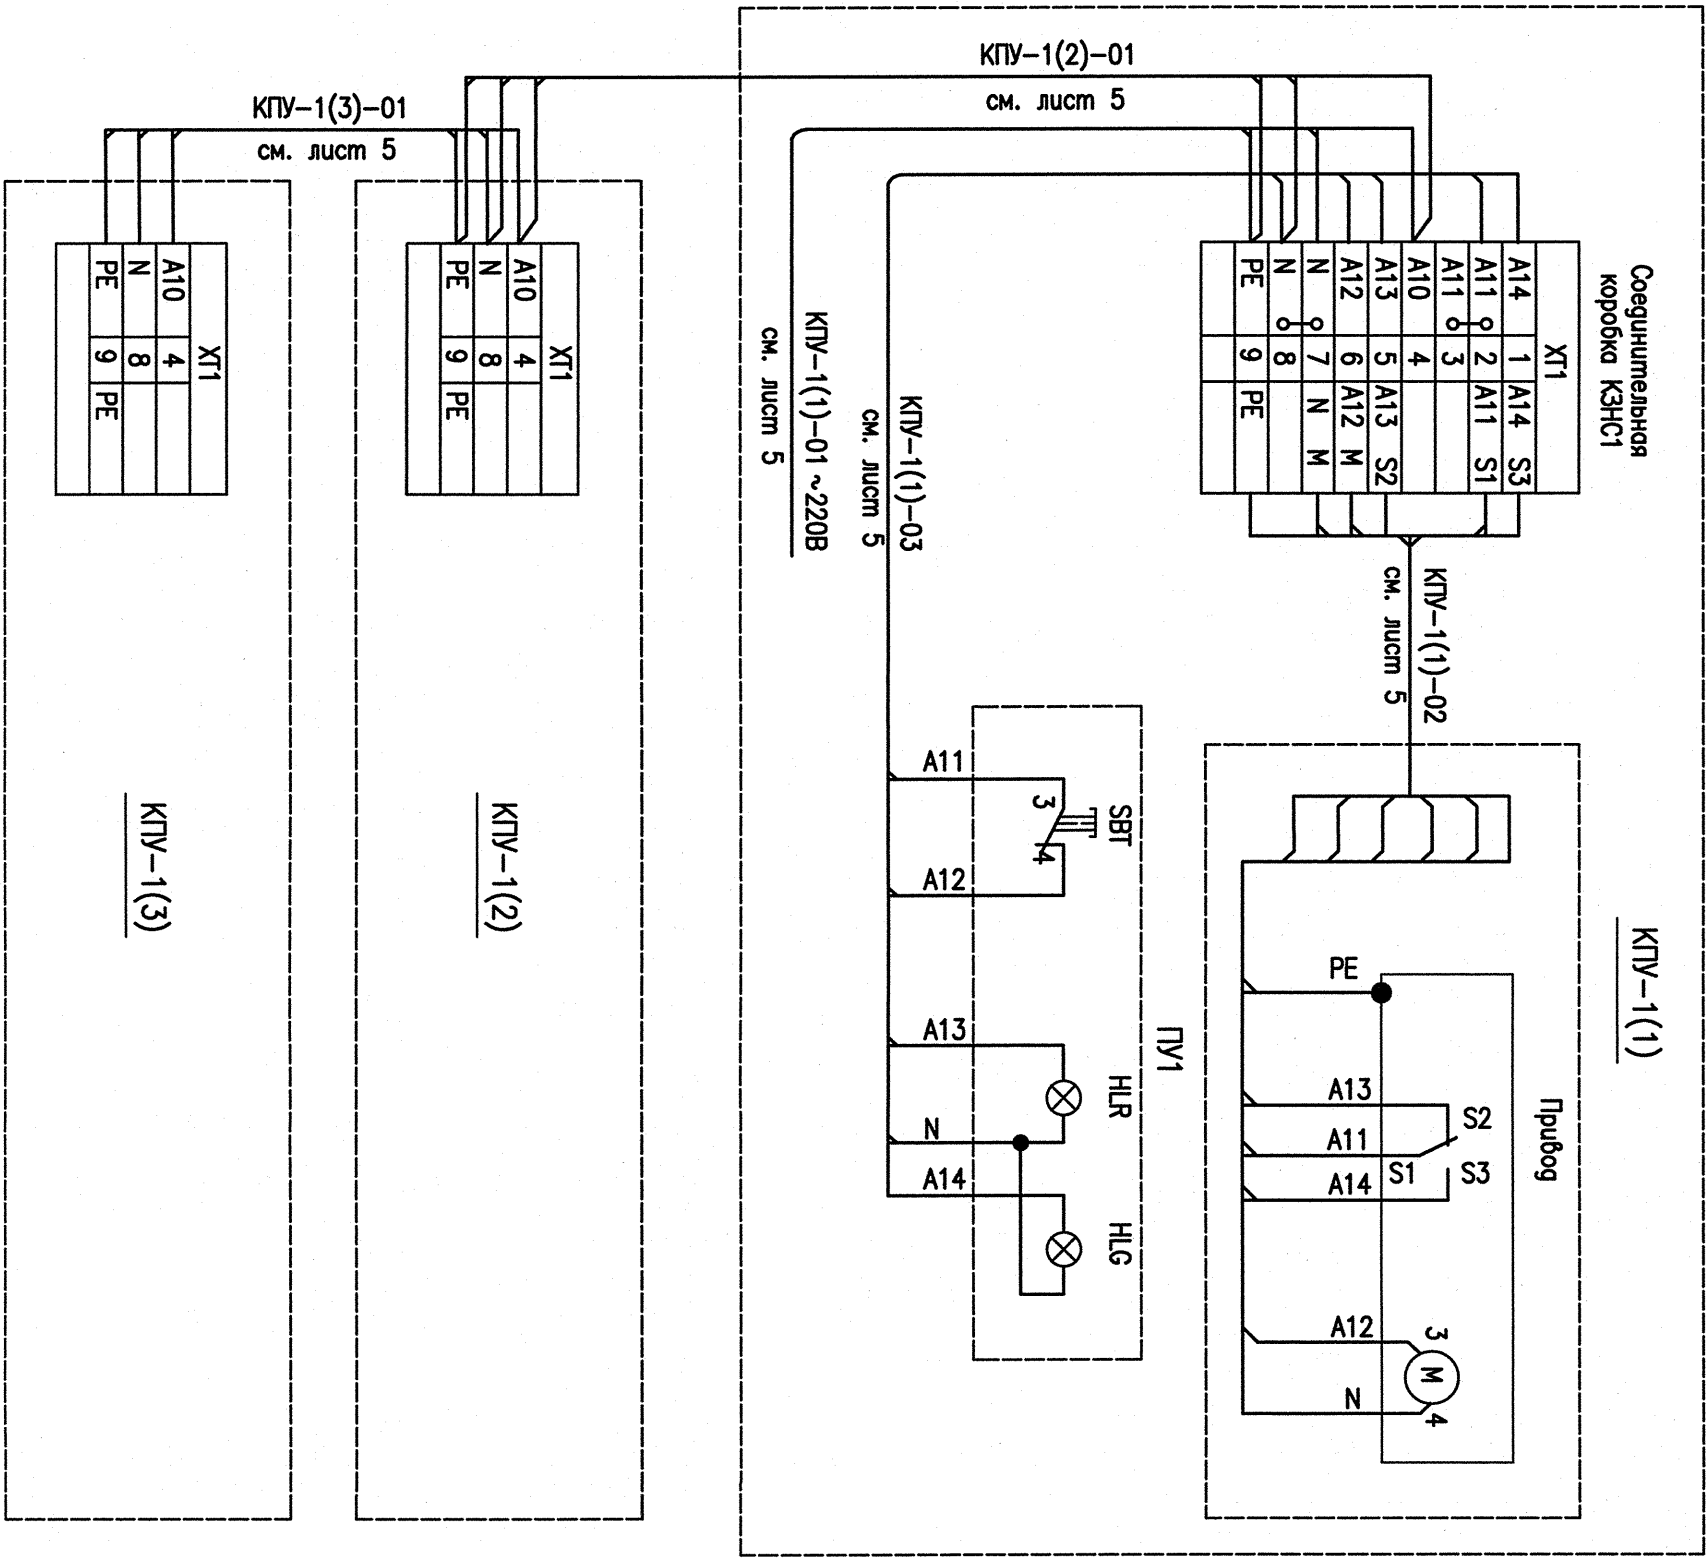 КПУ-1(2)-01
см. лист 5
КПУ-1(3)-01
см. лист 5
Соединительная
коробка КЗНС1
XT1
A14 1 A14 S3
A11 2 A11 S1
A11 3
A10 4
A13 5 A13 S2
A12 6 A12 M
N 7 N M
N 8
PE 9 PE
XT1
A10 4
N 8
PE 9 PE
XT1
A10 4
N 8
PE 9 PE
КПУ-1(1)-01 ~220В
см. лист 5
КПУ-1(1)-03
см. лист 5
КПУ-1(1)-02
см. лист 5
КПУ-1(1)
КПУ-1(2)
КПУ-1(3)
ПУ1
A11
3
SBT
4
A12
A13
HLR
N
A14
HLG
Привод
PE
A13
S2
A11
S1
S3
A14
A12
3
M
N
4